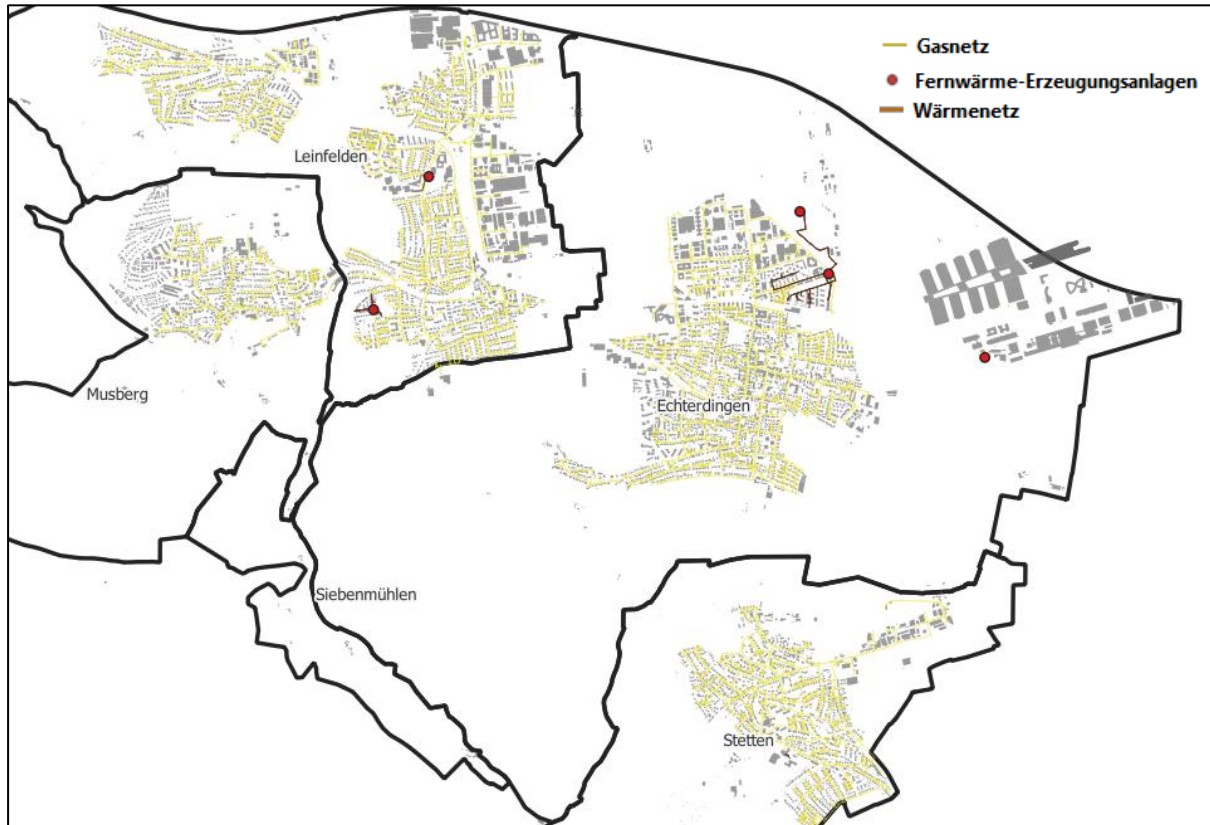 Gasnetz
Fernwärme-Erzeugungsanlagen
Wärmenetz
Leinfelden
Musberg
Echterdingen
Siebenmühlen
Stetten